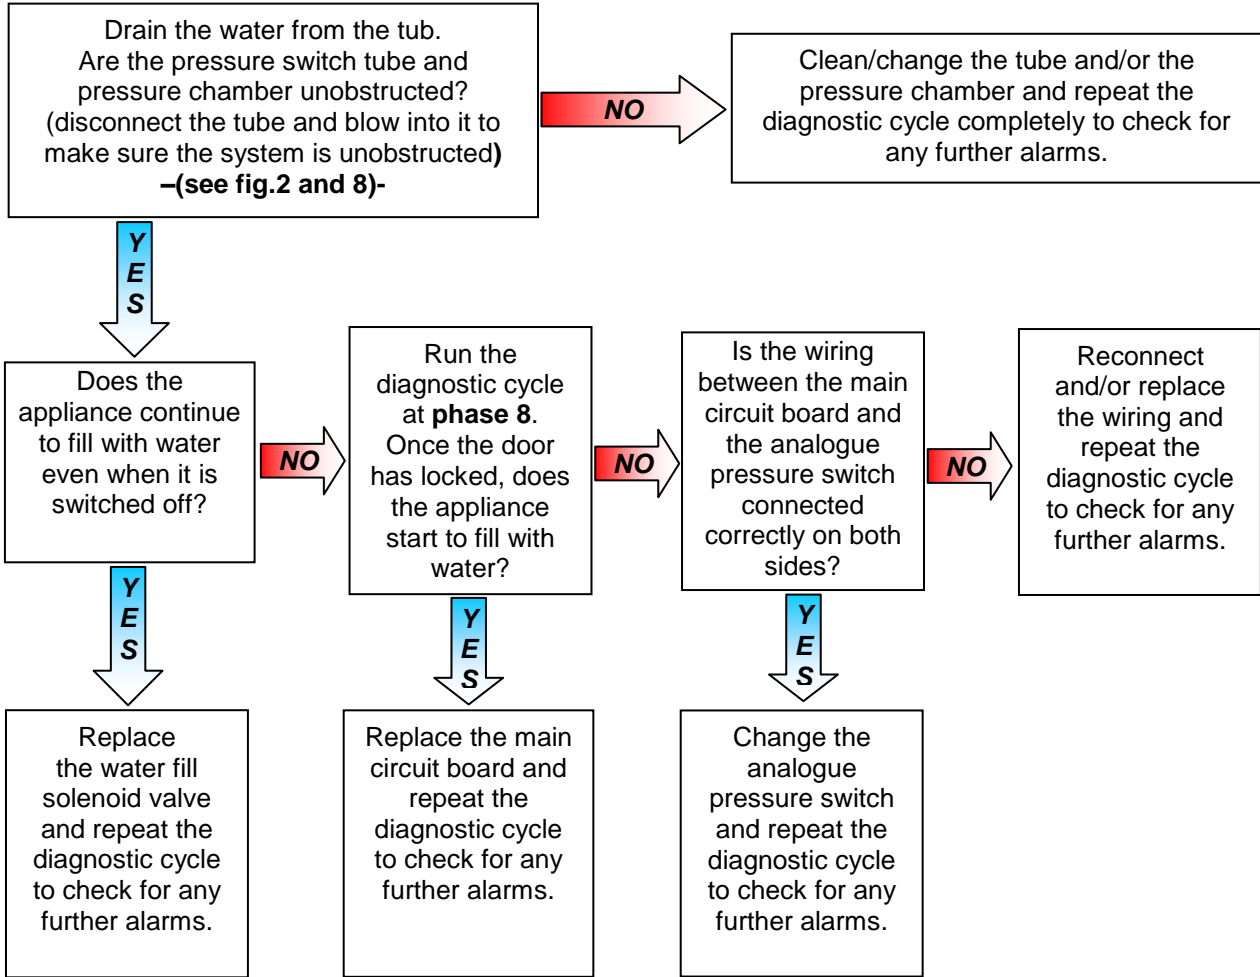 Drain the water from the tub.
Are the pressure switch tube and
pressure chamber unobstructed?
(disconnect the tube and blow into it to
make sure the system is unobstructed)
–(see fig.2 and 8)-
NO
Clean/change the tube and/or the
pressure chamber and repeat the
diagnostic cycle completely to check for
any further alarms.
Y
E
S
Does the
appliance continue
to fill with water
even when it is
switched off?
NO
Run the
diagnostic cycle
at phase 8.
Once the door
has locked, does
the appliance
start to fill with
water?
NO
Is the wiring
between the main
circuit board and
the analogue
pressure switch
connected
correctly on both
sides?
NO
Reconnect
and/or replace
the wiring and
repeat the
diagnostic cycle
to check for any
further alarms.
Y
E
S
Y
E
S
Y
E
S
Replace
the water fill
solenoid valve
and repeat the
diagnostic cycle
to check for any
further alarms.
Replace the main
circuit board and
repeat the
diagnostic cycle
to check for any
further alarms.
Change the
analogue
pressure switch
and repeat the
diagnostic cycle
to check for any
further alarms.